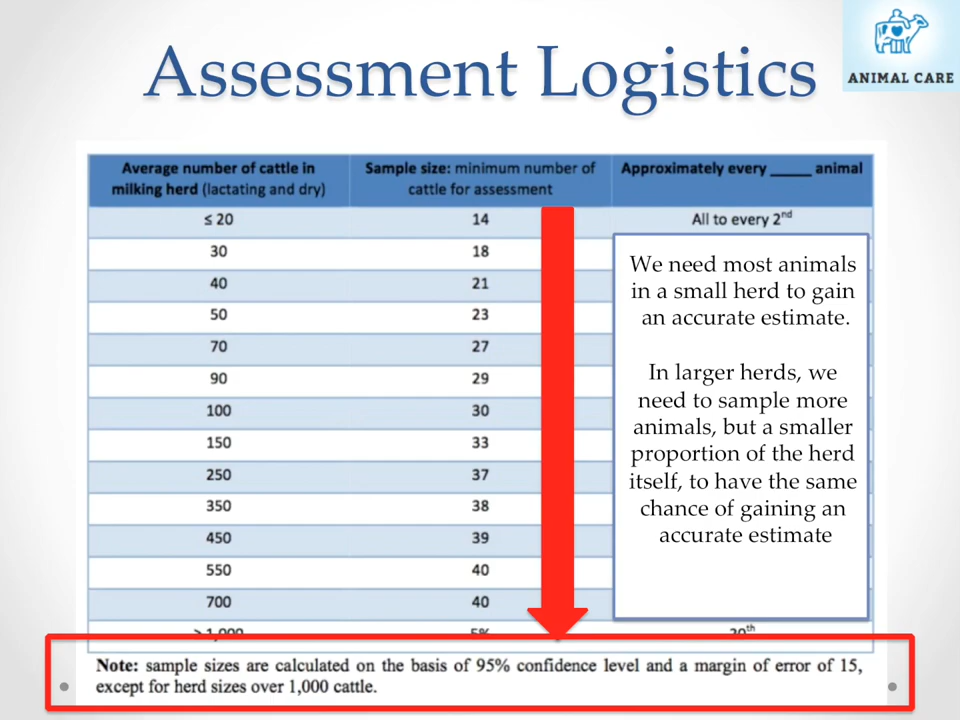 Assessment Logistics
ANIMAL CARE
Average number of cattle in milking herd (lactating and dry) Sample size: minimum number of cattle for assessment Approximately every _____ animal
≤ 20 14 All to every 2nd
30 18
40 21
50 23
70 27
90 29
100 30
150 33
250 37
350 38
450 39
550 40
700 40
> 1,000 5% 20th
We need most animals
in a small herd to gain
an accurate estimate.
In larger herds, we
need to sample more
animals, but a smaller
proportion of the herd
itself, to have the same
chance of gaining an
accurate estimate
Note: sample sizes are calculated on the basis of 95% confidence level and a margin of error of 15,
except for herd sizes over 1,000 cattle.